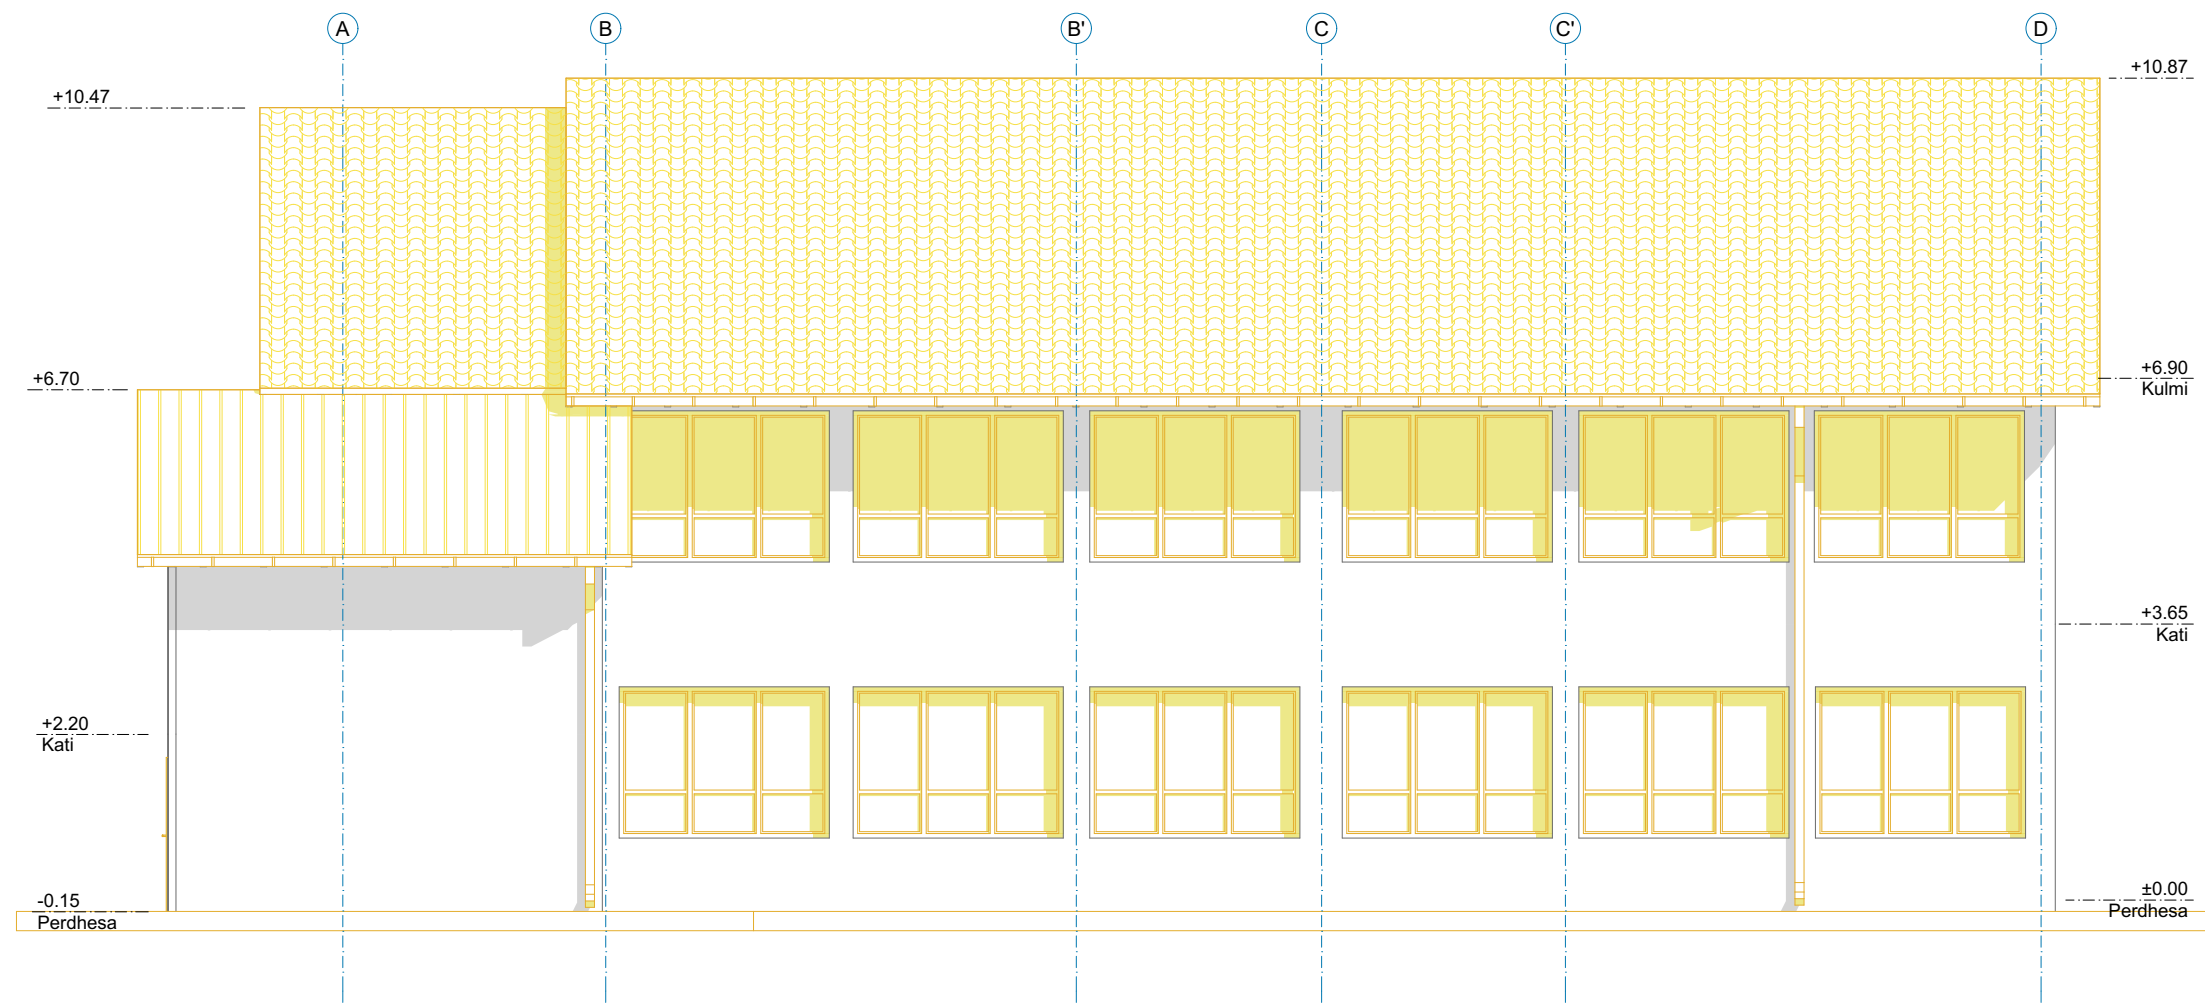 A B B' C C' D
+10.87
+10.47
+6.70
+6.90
Kulmi
+3.65
Kati
+2.20
Kati
±0.00
Perdhesa
-0.15
Perdhesa